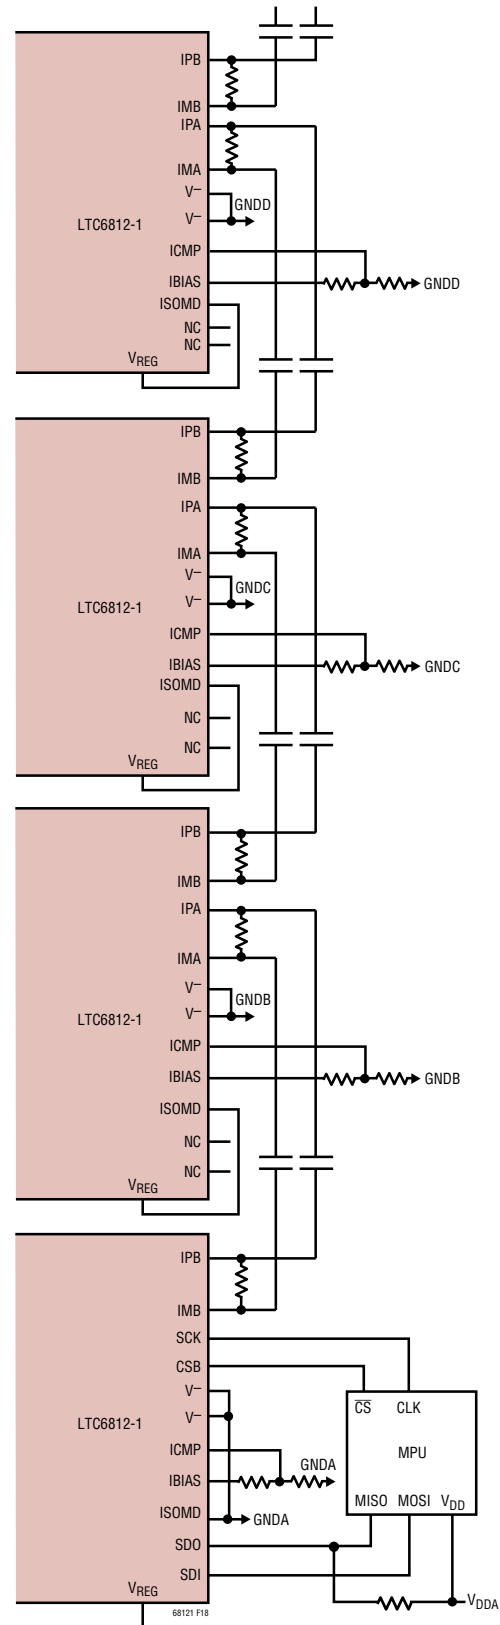 IPB
IMB
IPA
IMA
V–
GNDD
V–
LTC6812-1
ICMP
IBIAS
GNDD
ISOMD
NC
NC
VREG
IPB
IMB
IPA
IMA
V–
GNDC
V–
LTC6812-1
ICMP
IBIAS
GNDC
ISOMD
NC
NC
VREG
IPB
IMB
IPA
IMA
V–
GNDB
V–
LTC6812-1
ICMP
IBIAS
GNDB
ISOMD
NC
NC
VREG
IPB
IMB
SCK
CSB
V–
CS CLK
V–
LTC6812-1
ICMP
MPU
GNDA
IBIAS
MISO MOSI VDD
ISOMD
GNDA
SDO
SDI
VREG
VDDA
68121 F18